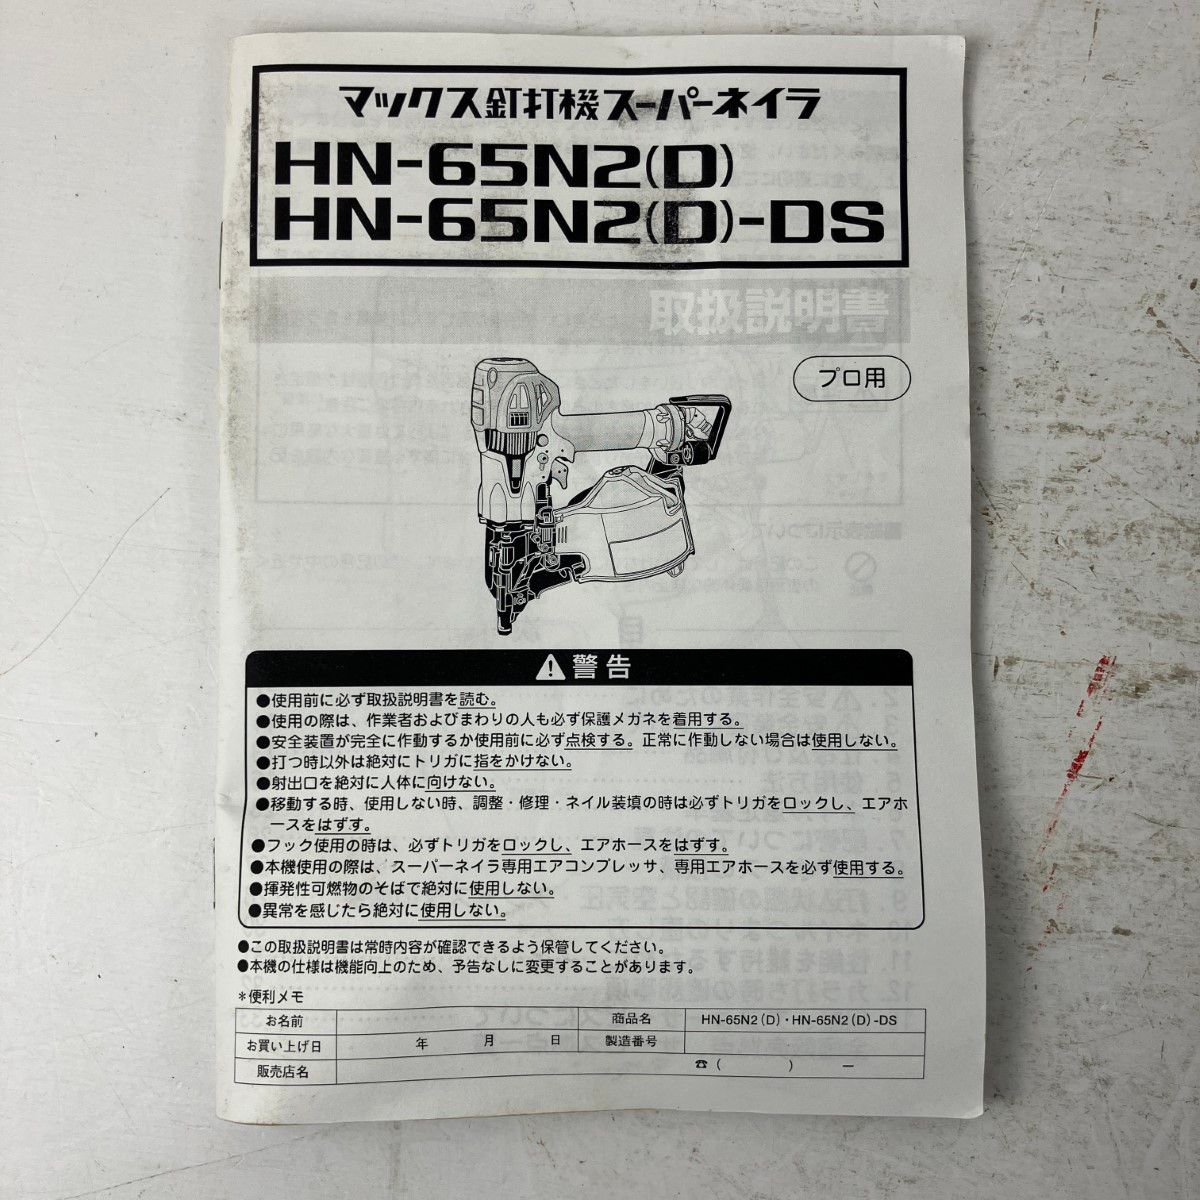 マックス釘打機スーパーネイラ
HN-65N2(D)
HN-65N2(D)-DS
取扱説明書
プロ用
警告
●使用前に必ず取扱説明書を読む。
●使用の際は、作業者およびまわりの人も必ず保護メガネを着用する。
●安全装置が完全に作動するか使用前に必ず点検する。正常に作動しない場合は使用しない。
●打つ時以外は絶対にトリガに指をかけない。
●射出口を絶対に人体に向けない。
●移動する時、使用しない時、調整・修理・ネイル装填の時は必ずトリガをロックし、エアホ
ースをはずす。
●フック使用の時は、必ずトリガをロックし、エアホースをはずす。
●本機使用の際は、スーパーネイラ専用エアコンプレッサ、専用エアホースを必ず使用する。
●揮発性可燃物のそばで絶対に使用しない。
●異常を感じたら絶対に使用しない。
●この取扱説明書は常時内容が確認できるよう保管してください。
●本機の仕様は機能向上のため、予告なしに変更することがあります。
*便利メモ
お名前 商品名 HN-65N2(D)・HN-65N2(D)-DS
お買い上げ日 年 月 日 製造番号
販売店名 ☎( ) ―